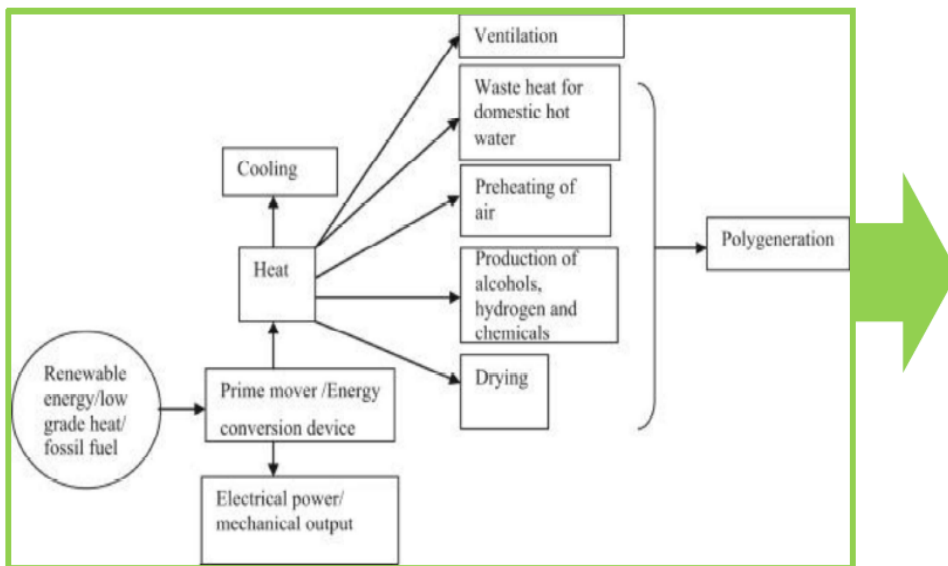 Ventilation
Waste heat for
domestic hot
water
Cooling
Preheating of
air
Polygeneration
Heat
Production of
alcohols,
hydrogen and
chemicals
Renewable
energy/low
grade heat/
fossil fuel
Prime mover /Energy
conversion device
Drying
Electrical power/
mechanical output